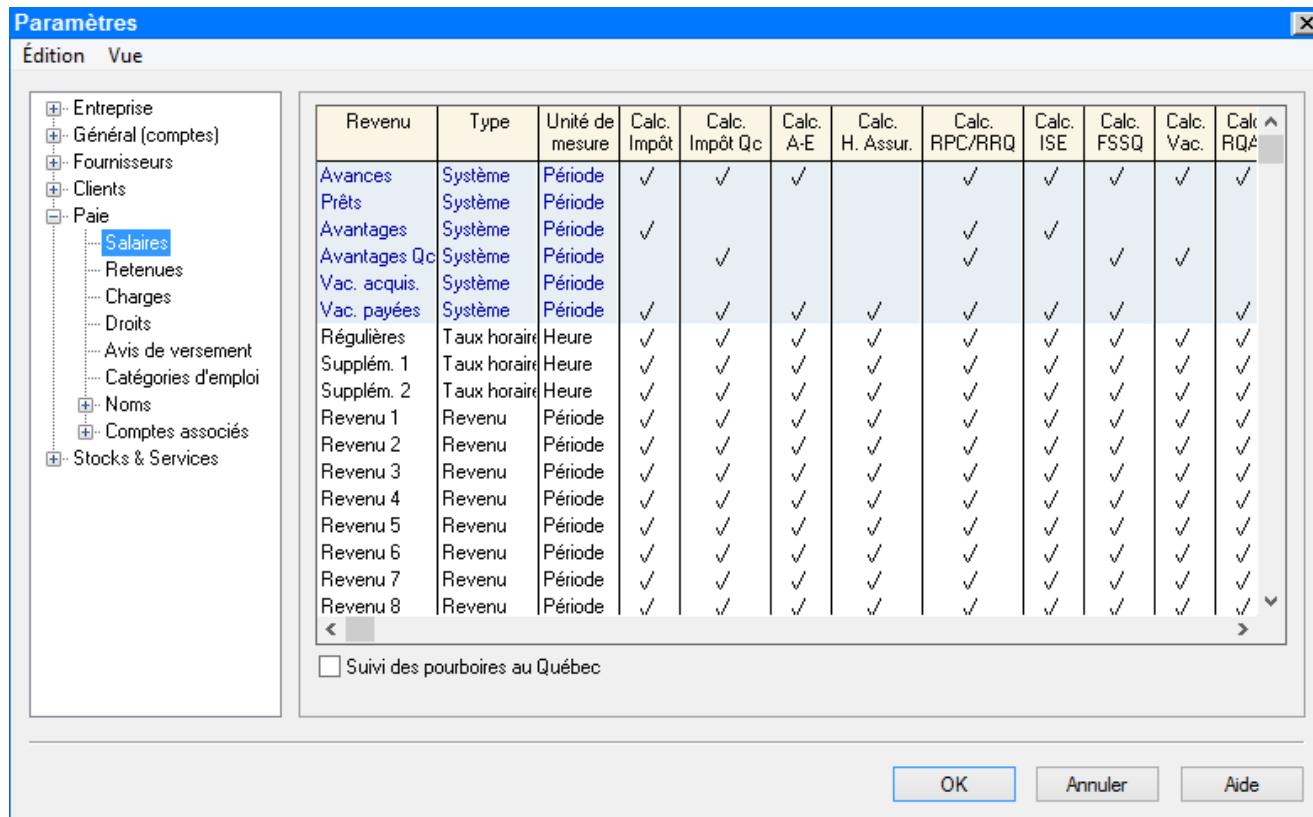 Paramètres
Édition Vue
Entreprise
Général (comptes)
Fournisseurs
Clients
Paie
Salaires
Retenues
Charges
Droits
Avis de versement
Catégories d'emploi
Noms
Comptes associés
Stocks & Services
Revenu Type Unité de mesure Calc. Impôt Calc. Impôt Qc Calc. A-E Calc. H. Assur. Calc. RPC/RRQ Calc. ISE Calc. FSSQ Calc. Vac.
Avances Système Période ✓ ✓ ✓ ✓ ✓ ✓ ✓ ✓
Prêts Système Période
Avantages Système Période ✓ ✓ ✓
Avantages Qc Système Période ✓ ✓ ✓ ✓
Vac. acquis. Système Période
Vac. payées Système Période ✓ ✓ ✓ ✓ ✓ ✓ ✓ ✓
Régulières Taux horaire Heure ✓ ✓ ✓ ✓ ✓ ✓ ✓ ✓ ✓
Supplém. 1 Taux horaire Heure ✓ ✓ ✓ ✓ ✓ ✓ ✓ ✓ ✓
Supplém. 2 Taux horaire Heure ✓ ✓ ✓ ✓ ✓ ✓ ✓ ✓ ✓
Revenu 1 Revenu Période ✓ ✓ ✓ ✓ ✓ ✓ ✓ ✓ ✓
Revenu 2 Revenu Période ✓ ✓ ✓ ✓ ✓ ✓ ✓ ✓ ✓
Revenu 3 Revenu Période ✓ ✓ ✓ ✓ ✓ ✓ ✓ ✓ ✓
Revenu 4 Revenu Période ✓ ✓ ✓ ✓ ✓ ✓ ✓ ✓ ✓
Revenu 5 Revenu Période ✓ ✓ ✓ ✓ ✓ ✓ ✓ ✓ ✓
Revenu 6 Revenu Période ✓ ✓ ✓ ✓ ✓ ✓ ✓ ✓ ✓
Revenu 7 Revenu Période ✓ ✓ ✓ ✓ ✓ ✓ ✓ ✓ ✓
Revenu 8 Revenu Période ✓ ✓ ✓ ✓ ✓ ✓ ✓ ✓ ✓
Suivi des pourboires au Québec
OK Annuler Aide